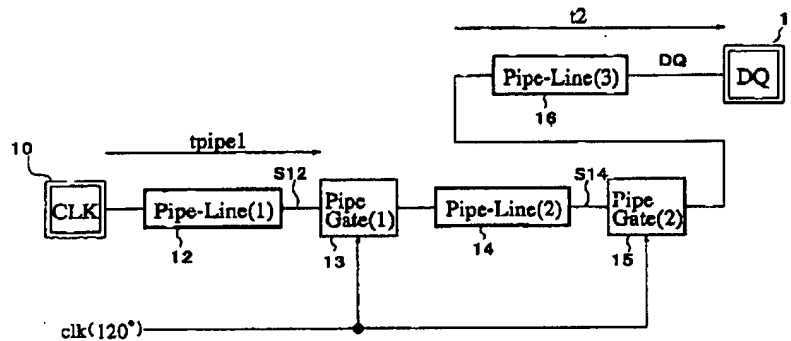 t2
1
Pipe-Line(3)
DQ
DQ
16
10
tpipe1
S12
S14
CLK
Pipe-Line(1)
Pipe
Gate(1)
Pipe-Line(2)
Pipe
Gate(2)
12
13
14
15
clk(120°)